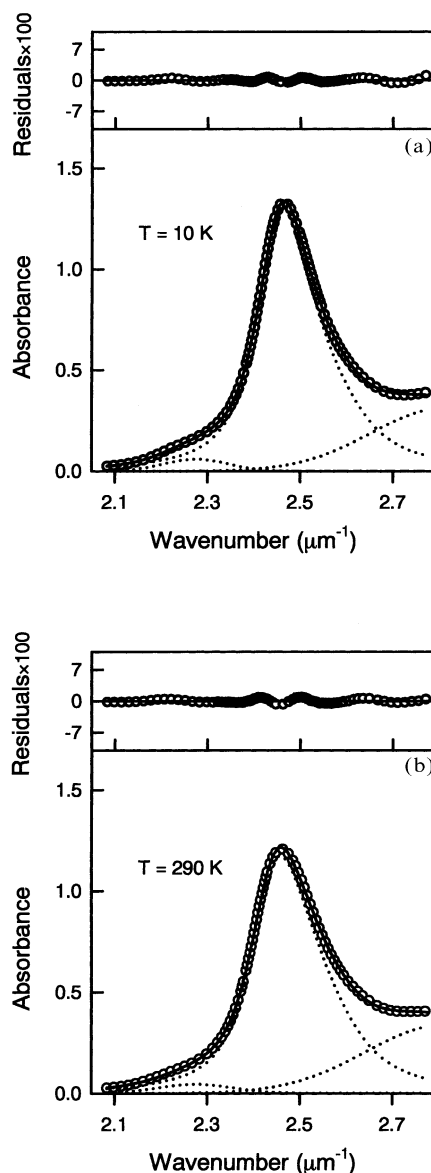 Residuals×100
7
0
-7
(a)
Absorbance
1.5
1.0
0.5
0.0
T = 10 K
2.1 2.3 2.5 2.7
Wavenumber (μm⁻¹)
Residuals×100
7
0
-7
(b)
Absorbance
1.5
1.0
0.5
0.0
T = 290 K
2.1 2.3 2.5 2.7
Wavenumber (μm⁻¹)